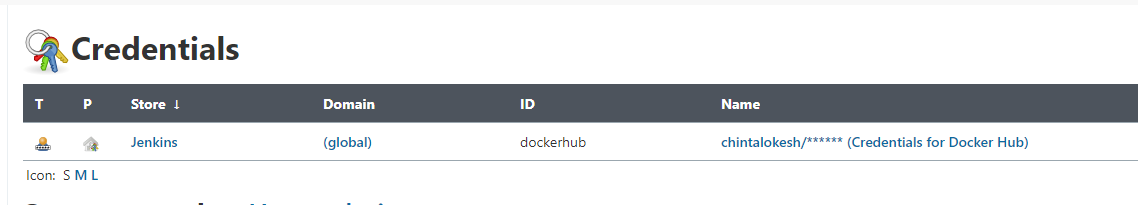 Credentials
T P Store ↓ Domain ID Name
Jenkins (global) dockerhub chintalokesh/****** (Credentials for Docker Hub)
Icon: S M L